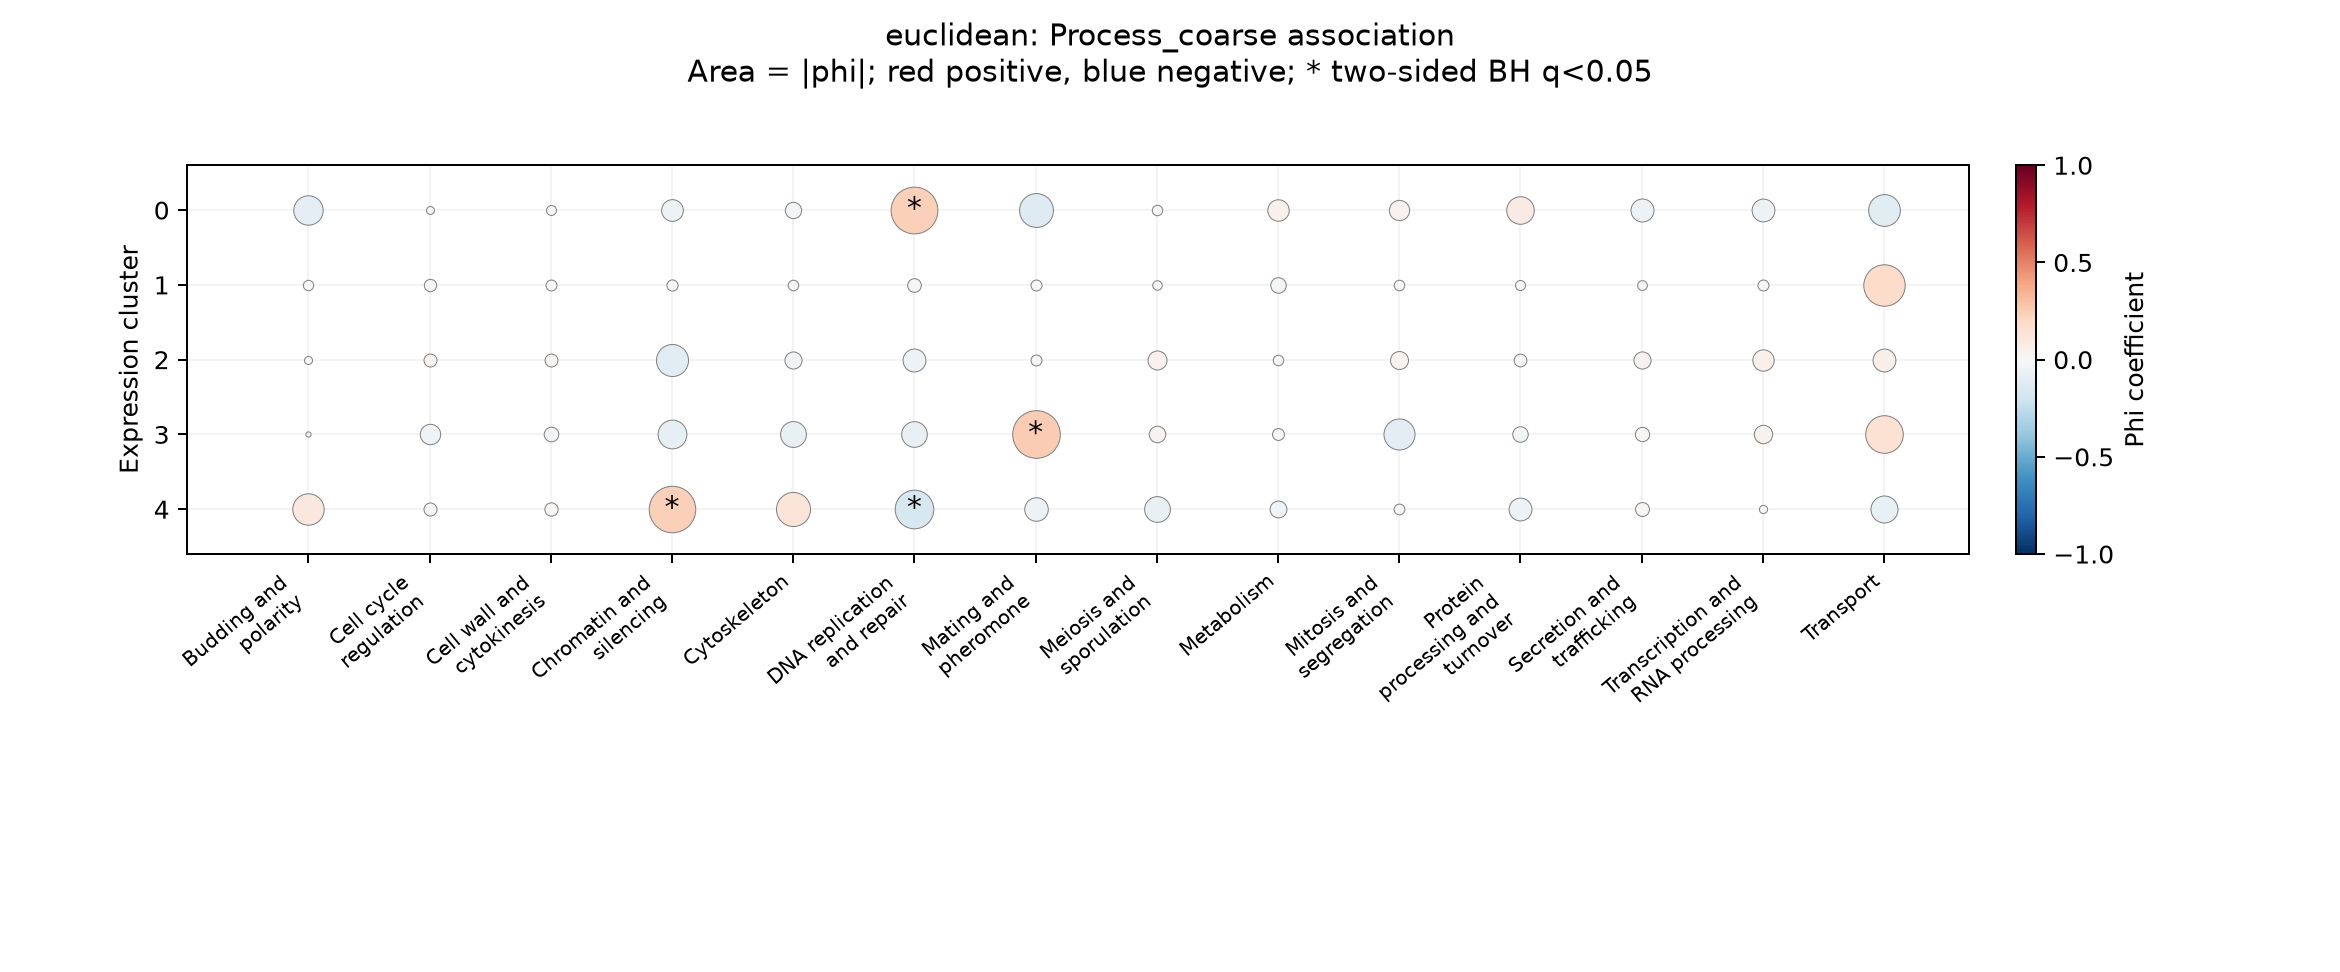 euclidean: Process_coarse association
Area = |phi|; red positive, blue negative; * two-sided BH q<0.05
Expression cluster
0
1
2
3
4
*
*
*
*
Budding and
polarity
Cell cycle
regulation
Cell wall and
cytokinesis
Chromatin and
silencing
Cytoskeleton
DNA replication
and repair
Mating and
pheromone
Meiosis and
sporulation
Metabolism
Mitosis and
segregation
Protein
processing and
turnover
Secretion and
trafficking
Transcription and
RNA processing
Transport
1.0
0.5
0.0
−0.5
−1.0
Phi coefficient